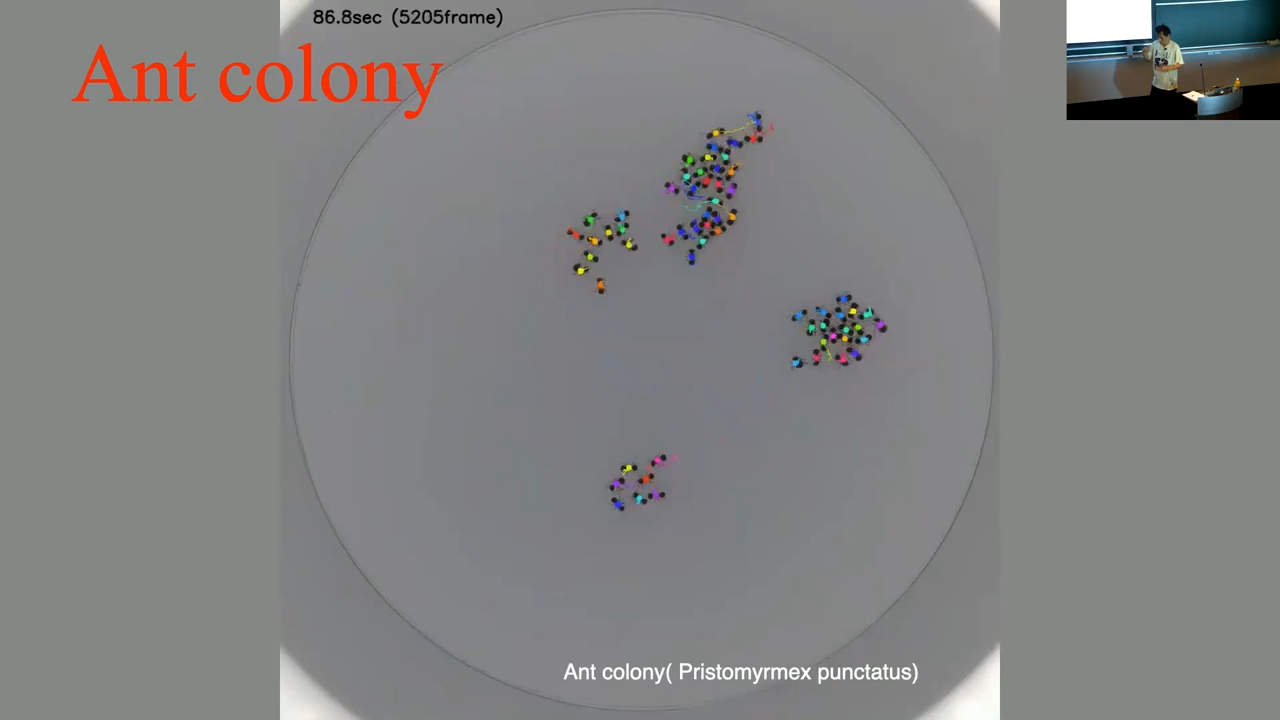 86.8sec (5205frame)
Ant colony
Ant colony( Pristomyrmex punctatus)